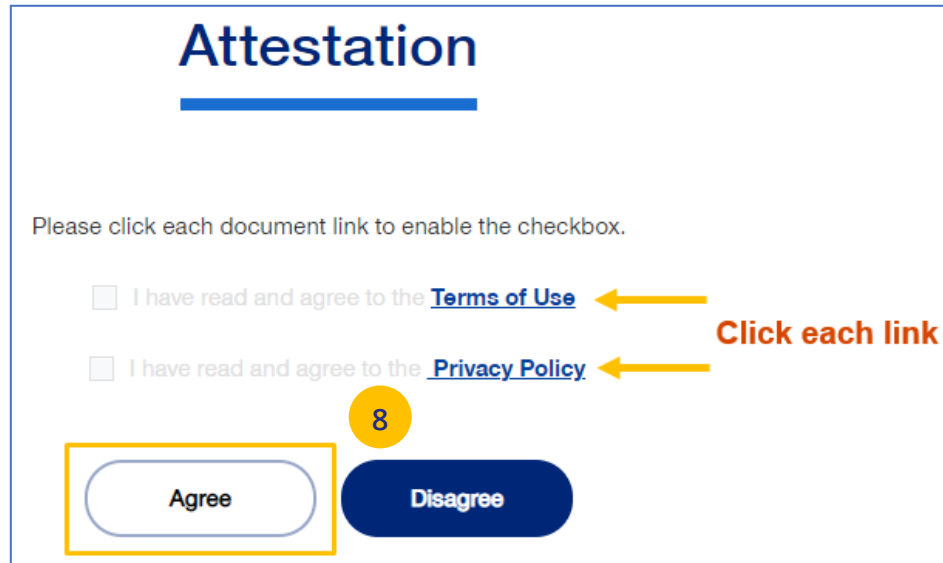 Attestation
Please click each document link to enable the checkbox.
I have read and agree to the Terms of Use
Click each link
I have read and agree to the Privacy Policy
8
Agree
Disagree